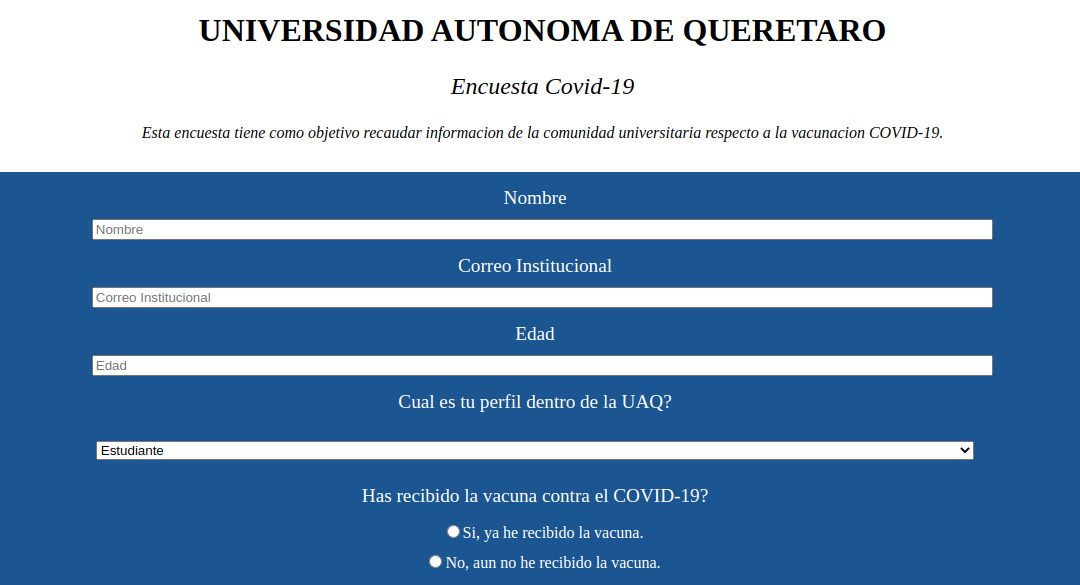 UNIVERSIDAD AUTONOMA DE QUERETARO
Encuesta Covid-19
Esta encuesta tiene como objetivo recaudar informacion de la comunidad universitaria respecto a la vacunacion COVID-19.
Nombre
Nombre
Correo Institucional
Correo Institucional
Edad
Edad
Cual es tu perfil dentro de la UAQ?
Estudiante
Has recibido la vacuna contra el COVID-19?
Si, ya he recibido la vacuna.
No, aun no he recibido la vacuna.